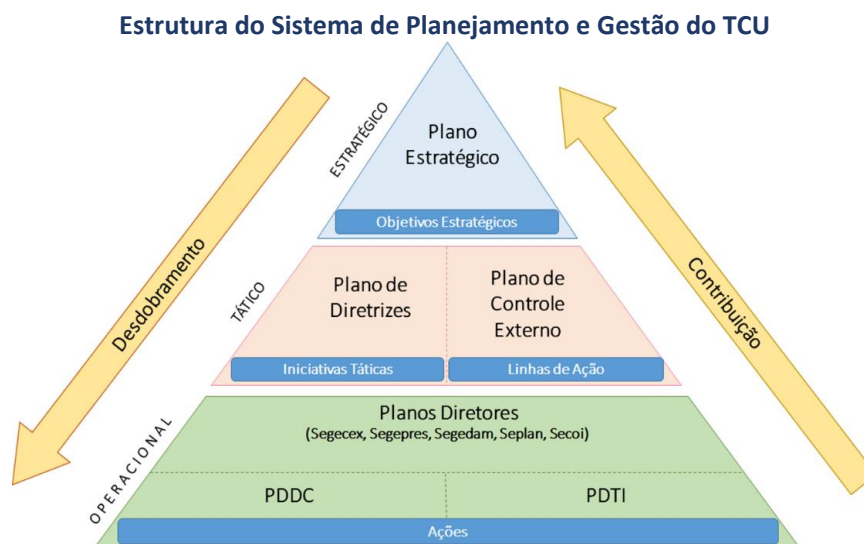 Estrutura do Sistema de Planejamento e Gestão do TCU
ESTRATÉGICO
Plano
Estratégico
Objetivos Estratégicos
Desdobramento
Contribuição
TÁTICO
Plano de
Diretrizes
Iniciativas Táticas
Plano de
Controle
Externo
Linhas de Ação
OPERACIONAL
Planos Diretores
(Segecex, Segepres, Segedam, Seplan, Secoi)
PDDC
PDTI
Ações